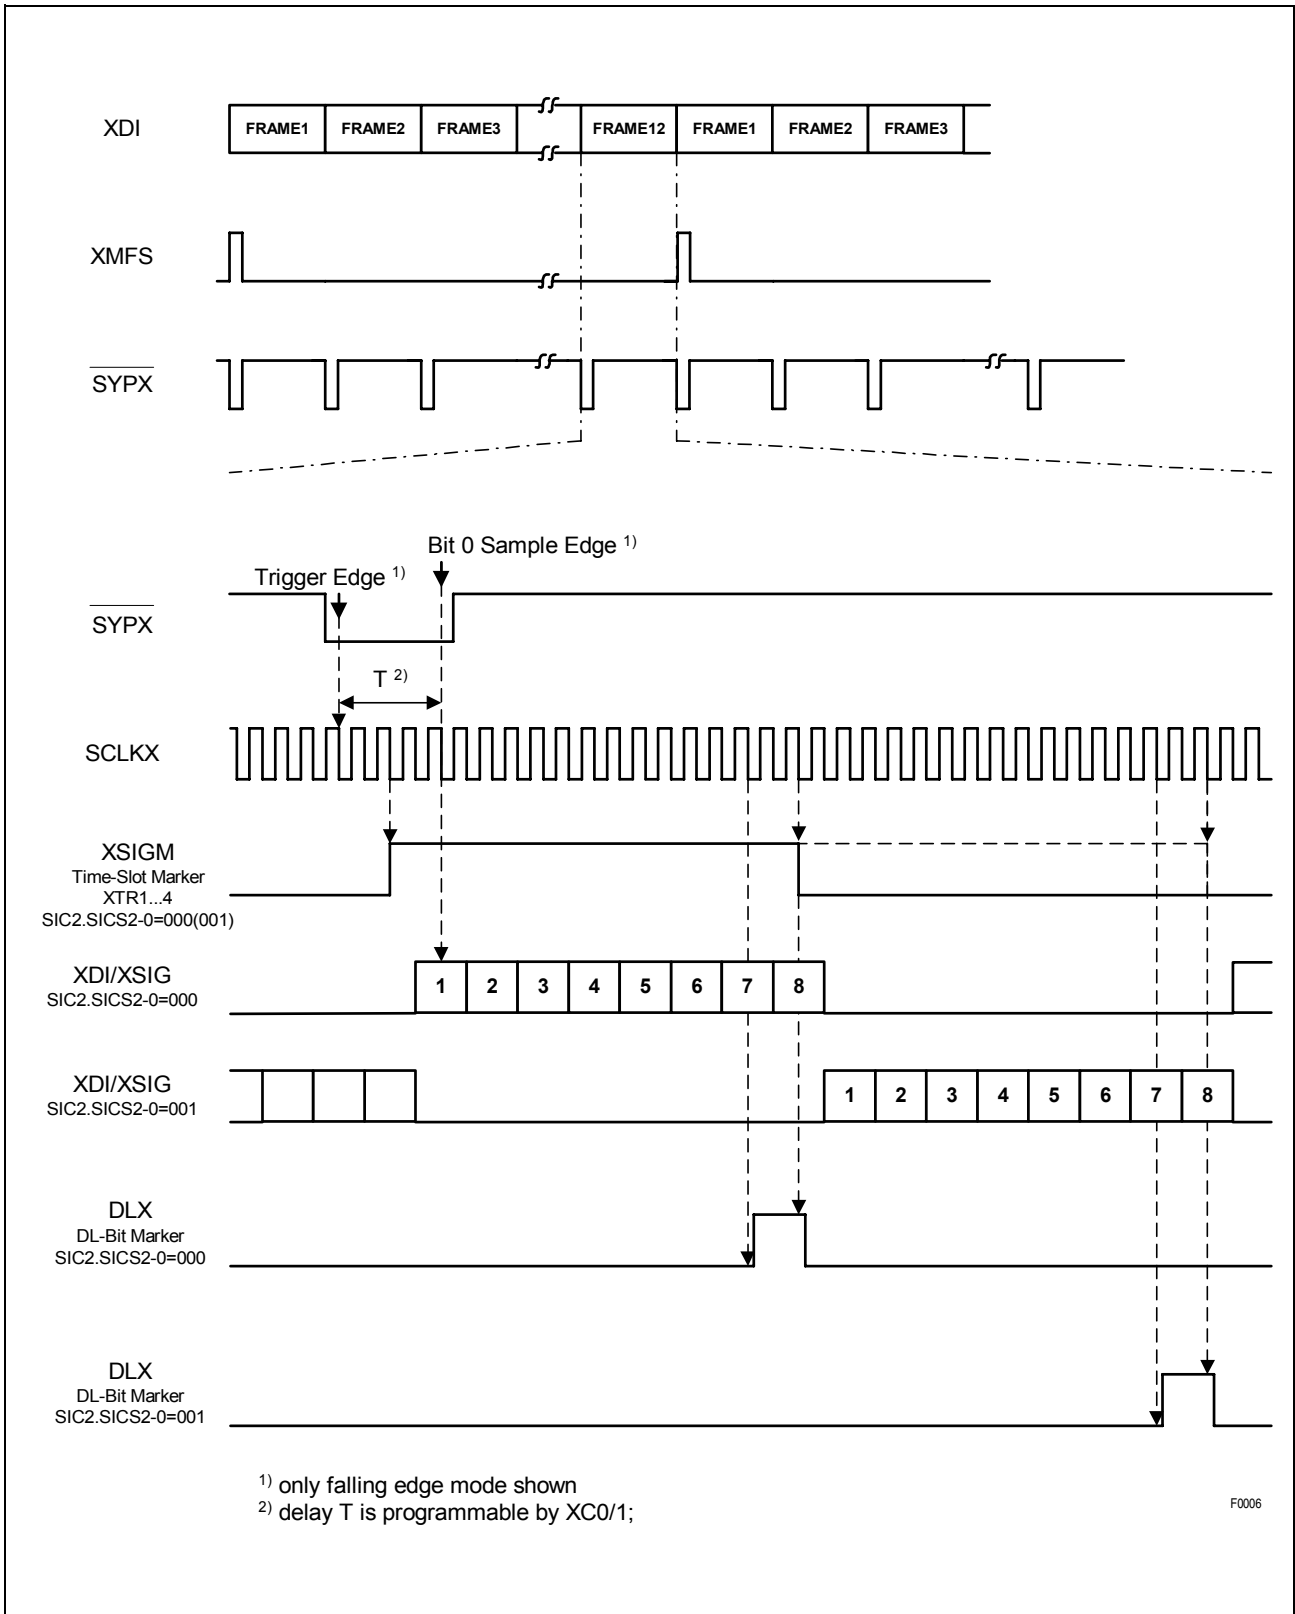 XDI
FRAME1 FRAME2 FRAME3 FRAME12 FRAME1 FRAME2 FRAME3
XMFS
SYPX
Bit 0 Sample Edge 1)
Trigger Edge 1)
SYPX
T 2)
SCLKX
XSIGM
Time-Slot Marker
XTR1...4
SIC2.SICS2-0=000(001)
XDI/XSIG
SIC2.SICS2-0=000
1 2 3 4 5 6 7 8
XDI/XSIG
SIC2.SICS2-0=001
1 2 3 4 5 6 7 8
DLX
DL-Bit Marker
SIC2.SICS2-0=000
DLX
DL-Bit Marker
SIC2.SICS2-0=001
1) only falling edge mode shown
2) delay T is programmable by XC0/1;
F0006